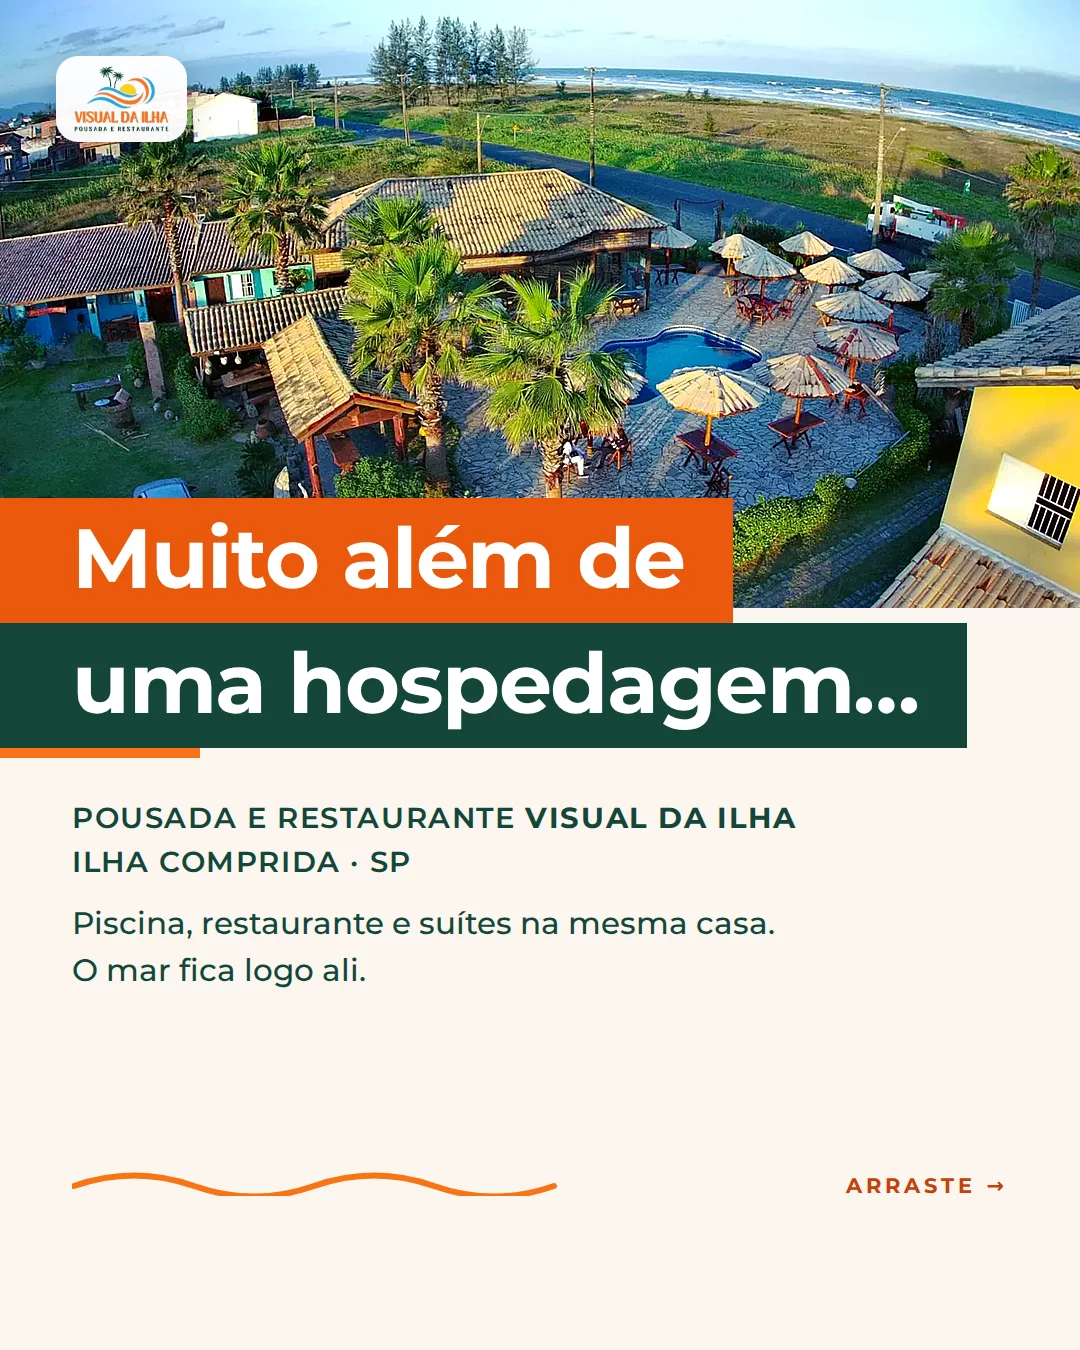 VISUAL DA ILHA
POUSADA E RESTAURANTE
Muito além de
uma hospedagem...
POUSADA E RESTAURANTE VISUAL DA ILHA
ILHA COMPRIDA · SP
Piscina, restaurante e suítes na mesma casa.
O mar fica logo ali.
ARRASTE →